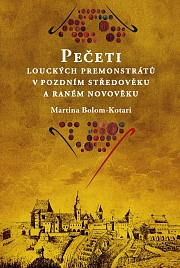 PEČETI
LOUCKÝCH PREMONSTRÁTŮ
V POZDNÍM STŘEDOVĚKU
A RANÉM NOVOVĚKU
Martina Bolom-Kotari